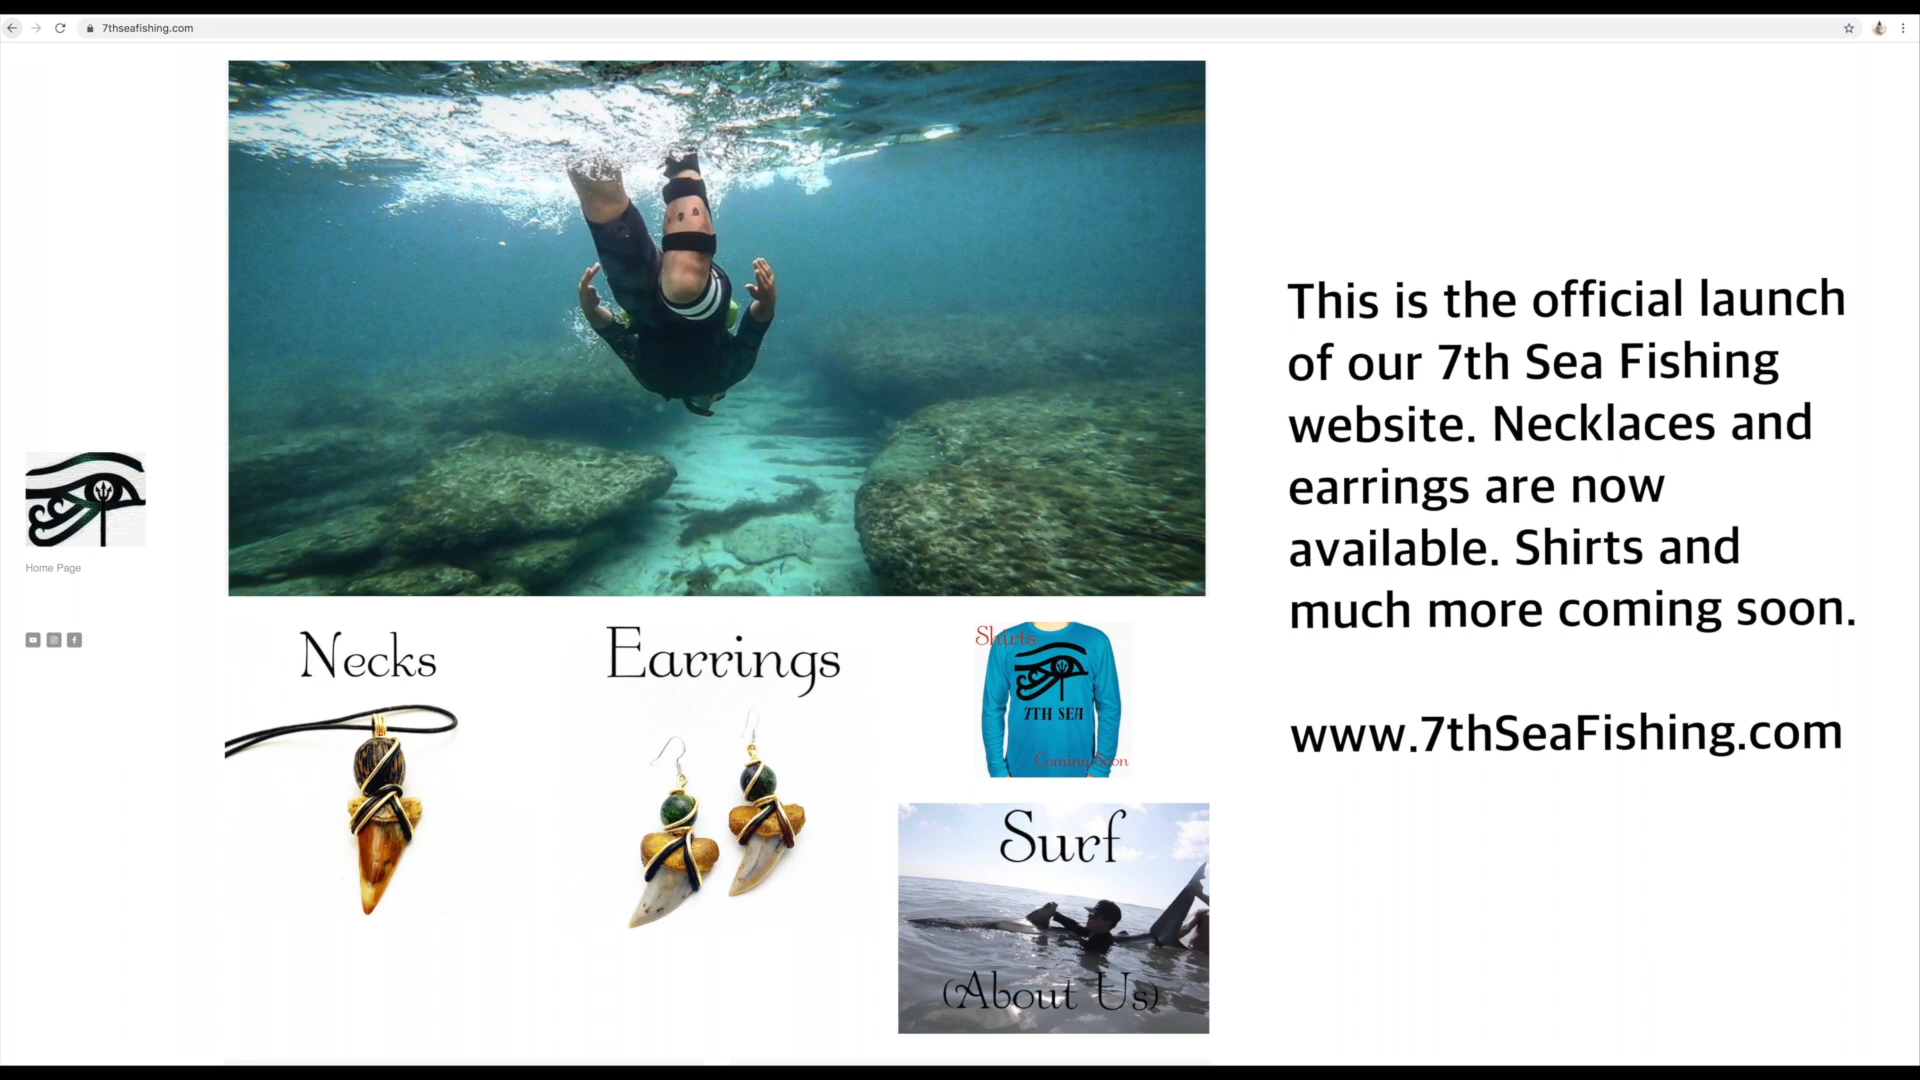 7thseafishing.com
Home Page
Necks
Earrings
Shirts
7TH SEA
Coming Soon
Surf
(About Us)
This is the official launch
of our 7th Sea Fishing
website. Necklaces and
earrings are now
available. Shirts and
much more coming soon.
www.7thSeaFishing.com